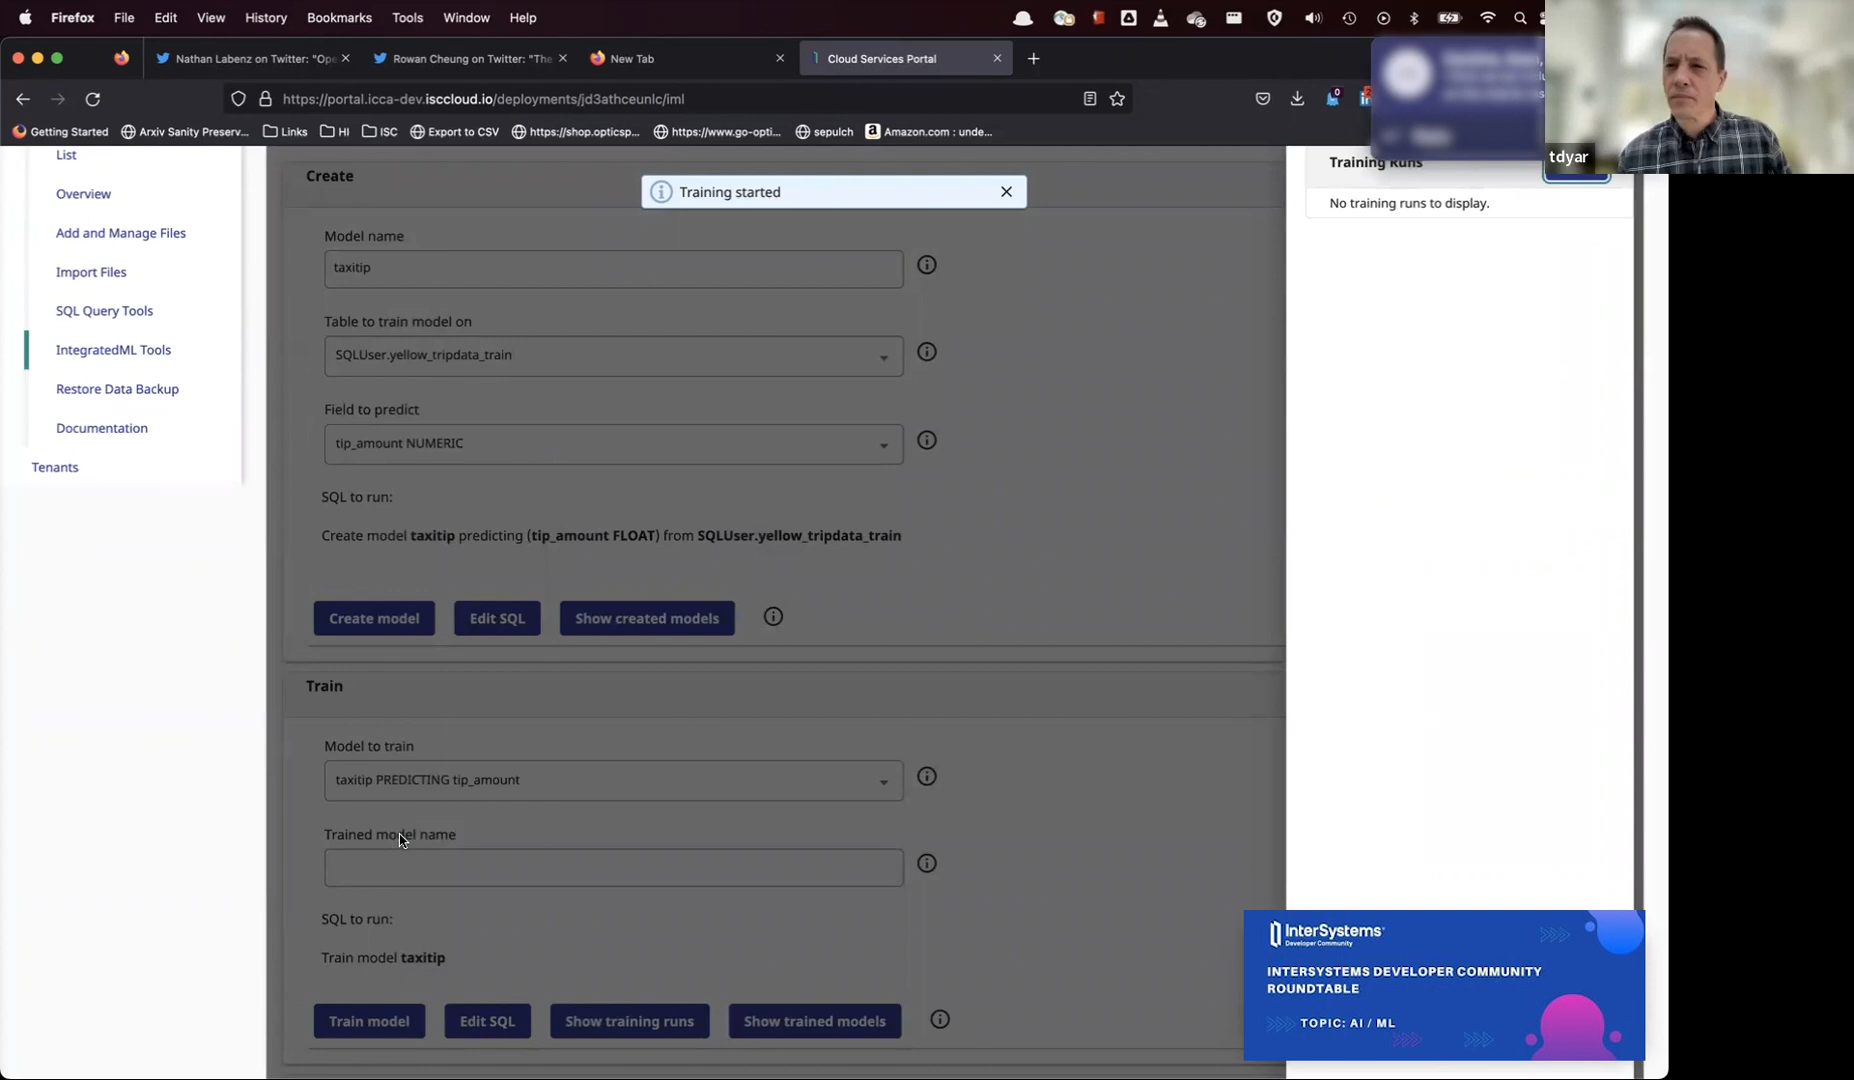 Firefox File Edit View History Bookmarks Tools Window Help
Nathan Labenz on Twitter: "Ope
Rowan Cheung on Twitter: "The
New Tab
Cloud Services Portal
https://portal.icca-dev.isccloud.io/deployments/jd3athceunlc/iml
0
Getting Started
Arxiv Sanity Preserv...
Links
HI
ISC
Export to CSV
https://shop.opticsp...
https://www.go-opti...
sepulch
Amazon.com : unde...
tdyar
List
Overview
Add and Manage Files
Import Files
SQL Query Tools
IntegratedML Tools
Restore Data Backup
Documentation
Tenants
Create
Training started
Model name
taxitip
Table to train model on
SQLUser.yellow_tripdata_train
Field to predict
tip_amount NUMERIC
SQL to run:
Create model taxitip predicting (tip_amount FLOAT) from SQLUser.yellow_tripdata_train
Create model
Edit SQL
Show created models
Train
Model to train
taxitip PREDICTING tip_amount
Trained model name
SQL to run:
Train model taxitip
Train model
Edit SQL
Show training runs
Show trained models
Training Runs
No training runs to display.
InterSystems
Developer Community
INTERSYSTEMS DEVELOPER COMMUNITY
ROUNDTABLE
TOPIC: AI / ML